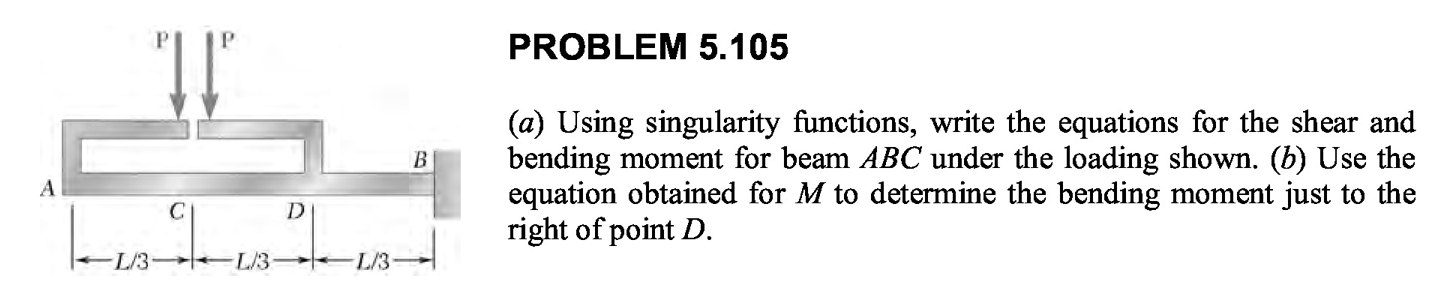 P P
PROBLEM 5.105
(a) Using singularity functions, write the equations for the shear and
bending moment for beam ABC under the loading shown. (b) Use the
equation obtained for M to determine the bending moment just to the
right of point D.
B
A
C D
L/3 L/3 L/3